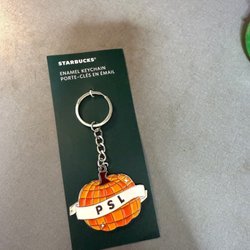 STARBUCKS®
ENAMEL KEYCHAIN
PORTE-CLÉS EN ÉMAIL
PSL